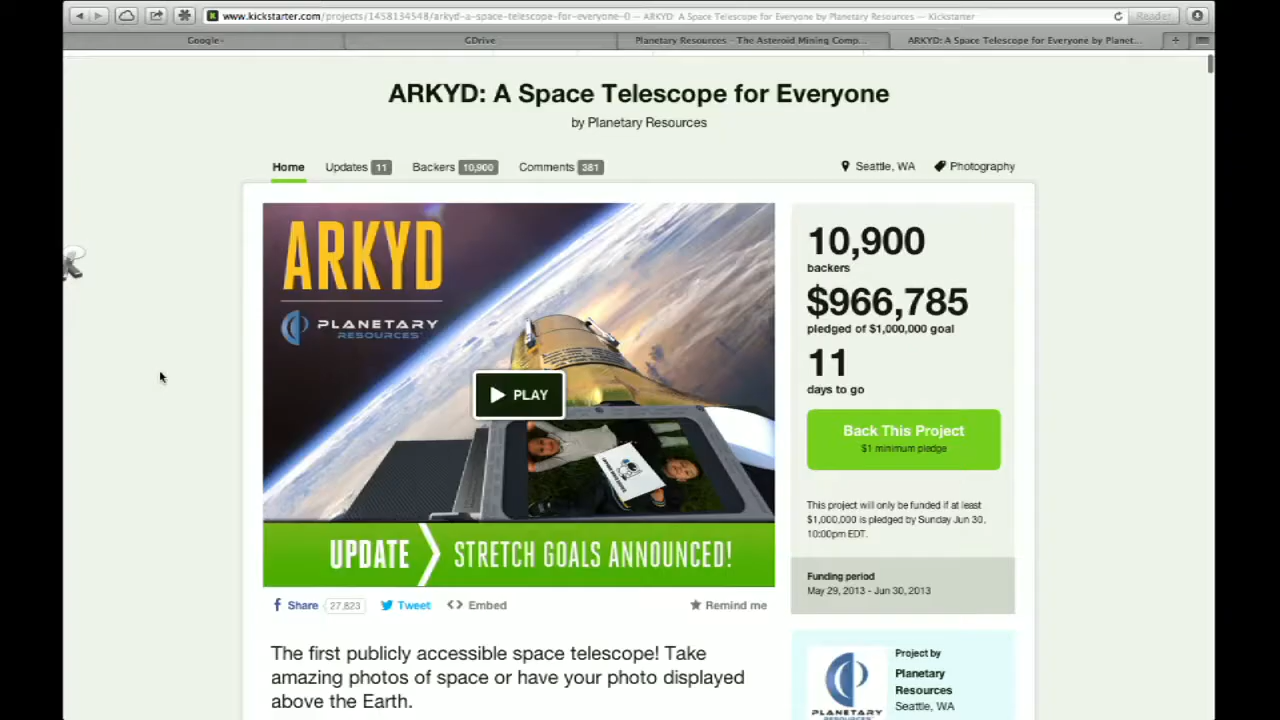 www.kickstarter.com/projects/1458134548/arkyd-a-space-telescope-for-everyone-0 — ARKYD: A Space Telescope for Everyone by Planetary Resources — Kickstarter
Reader
Google
CDrive
Planetary Resources - The Asteroid Mining Comp...
ARKYD: A Space Telescope for Everyone by Planet...
ARKYD: A Space Telescope for Everyone
by Planetary Resources
Home
Updates 11
Backers 10,900
Comments 381
Seattle, WA
Photography
ARKYD
PLANETARY
RESOURCES
PLAY
UPDATE
STRETCH GOALS ANNOUNCED!
10,900
backers
$966,785
pledged of $1,000,000 goal
11
days to go
Back This Project
$1 minimum pledge
This project will only be funded if at least
$1,000,000 is pledged by Sunday Jun 30,
10:00pm EDT.
Funding period
May 29, 2013 - Jun 30, 2013
Share 27,823
Tweet
Embed
Remind me
The first publicly accessible space telescope! Take
amazing photos of space or have your photo displayed
above the Earth.
PLANETARY
Project by
Planetary
Resources
Seattle, WA